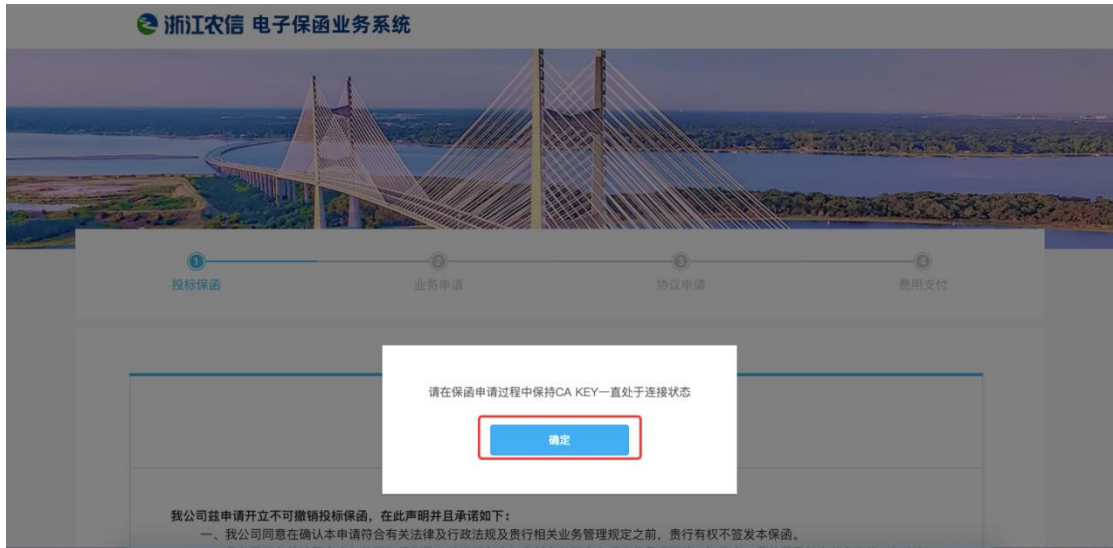 浙江农信 电子保函业务系统
1 2 3 4
投标保函 业务申请 协议申请 费用支付
请在保函申请过程中保持CA KEY一直处于连接状态
确定
我公司兹申请开立不可撤销投标保函，在此声明并且承诺如下：
一、我公司同意在确认本申请符合有关法律及行政法规及贵行相关业务管理规定之前，贵行有权不签发本保函。